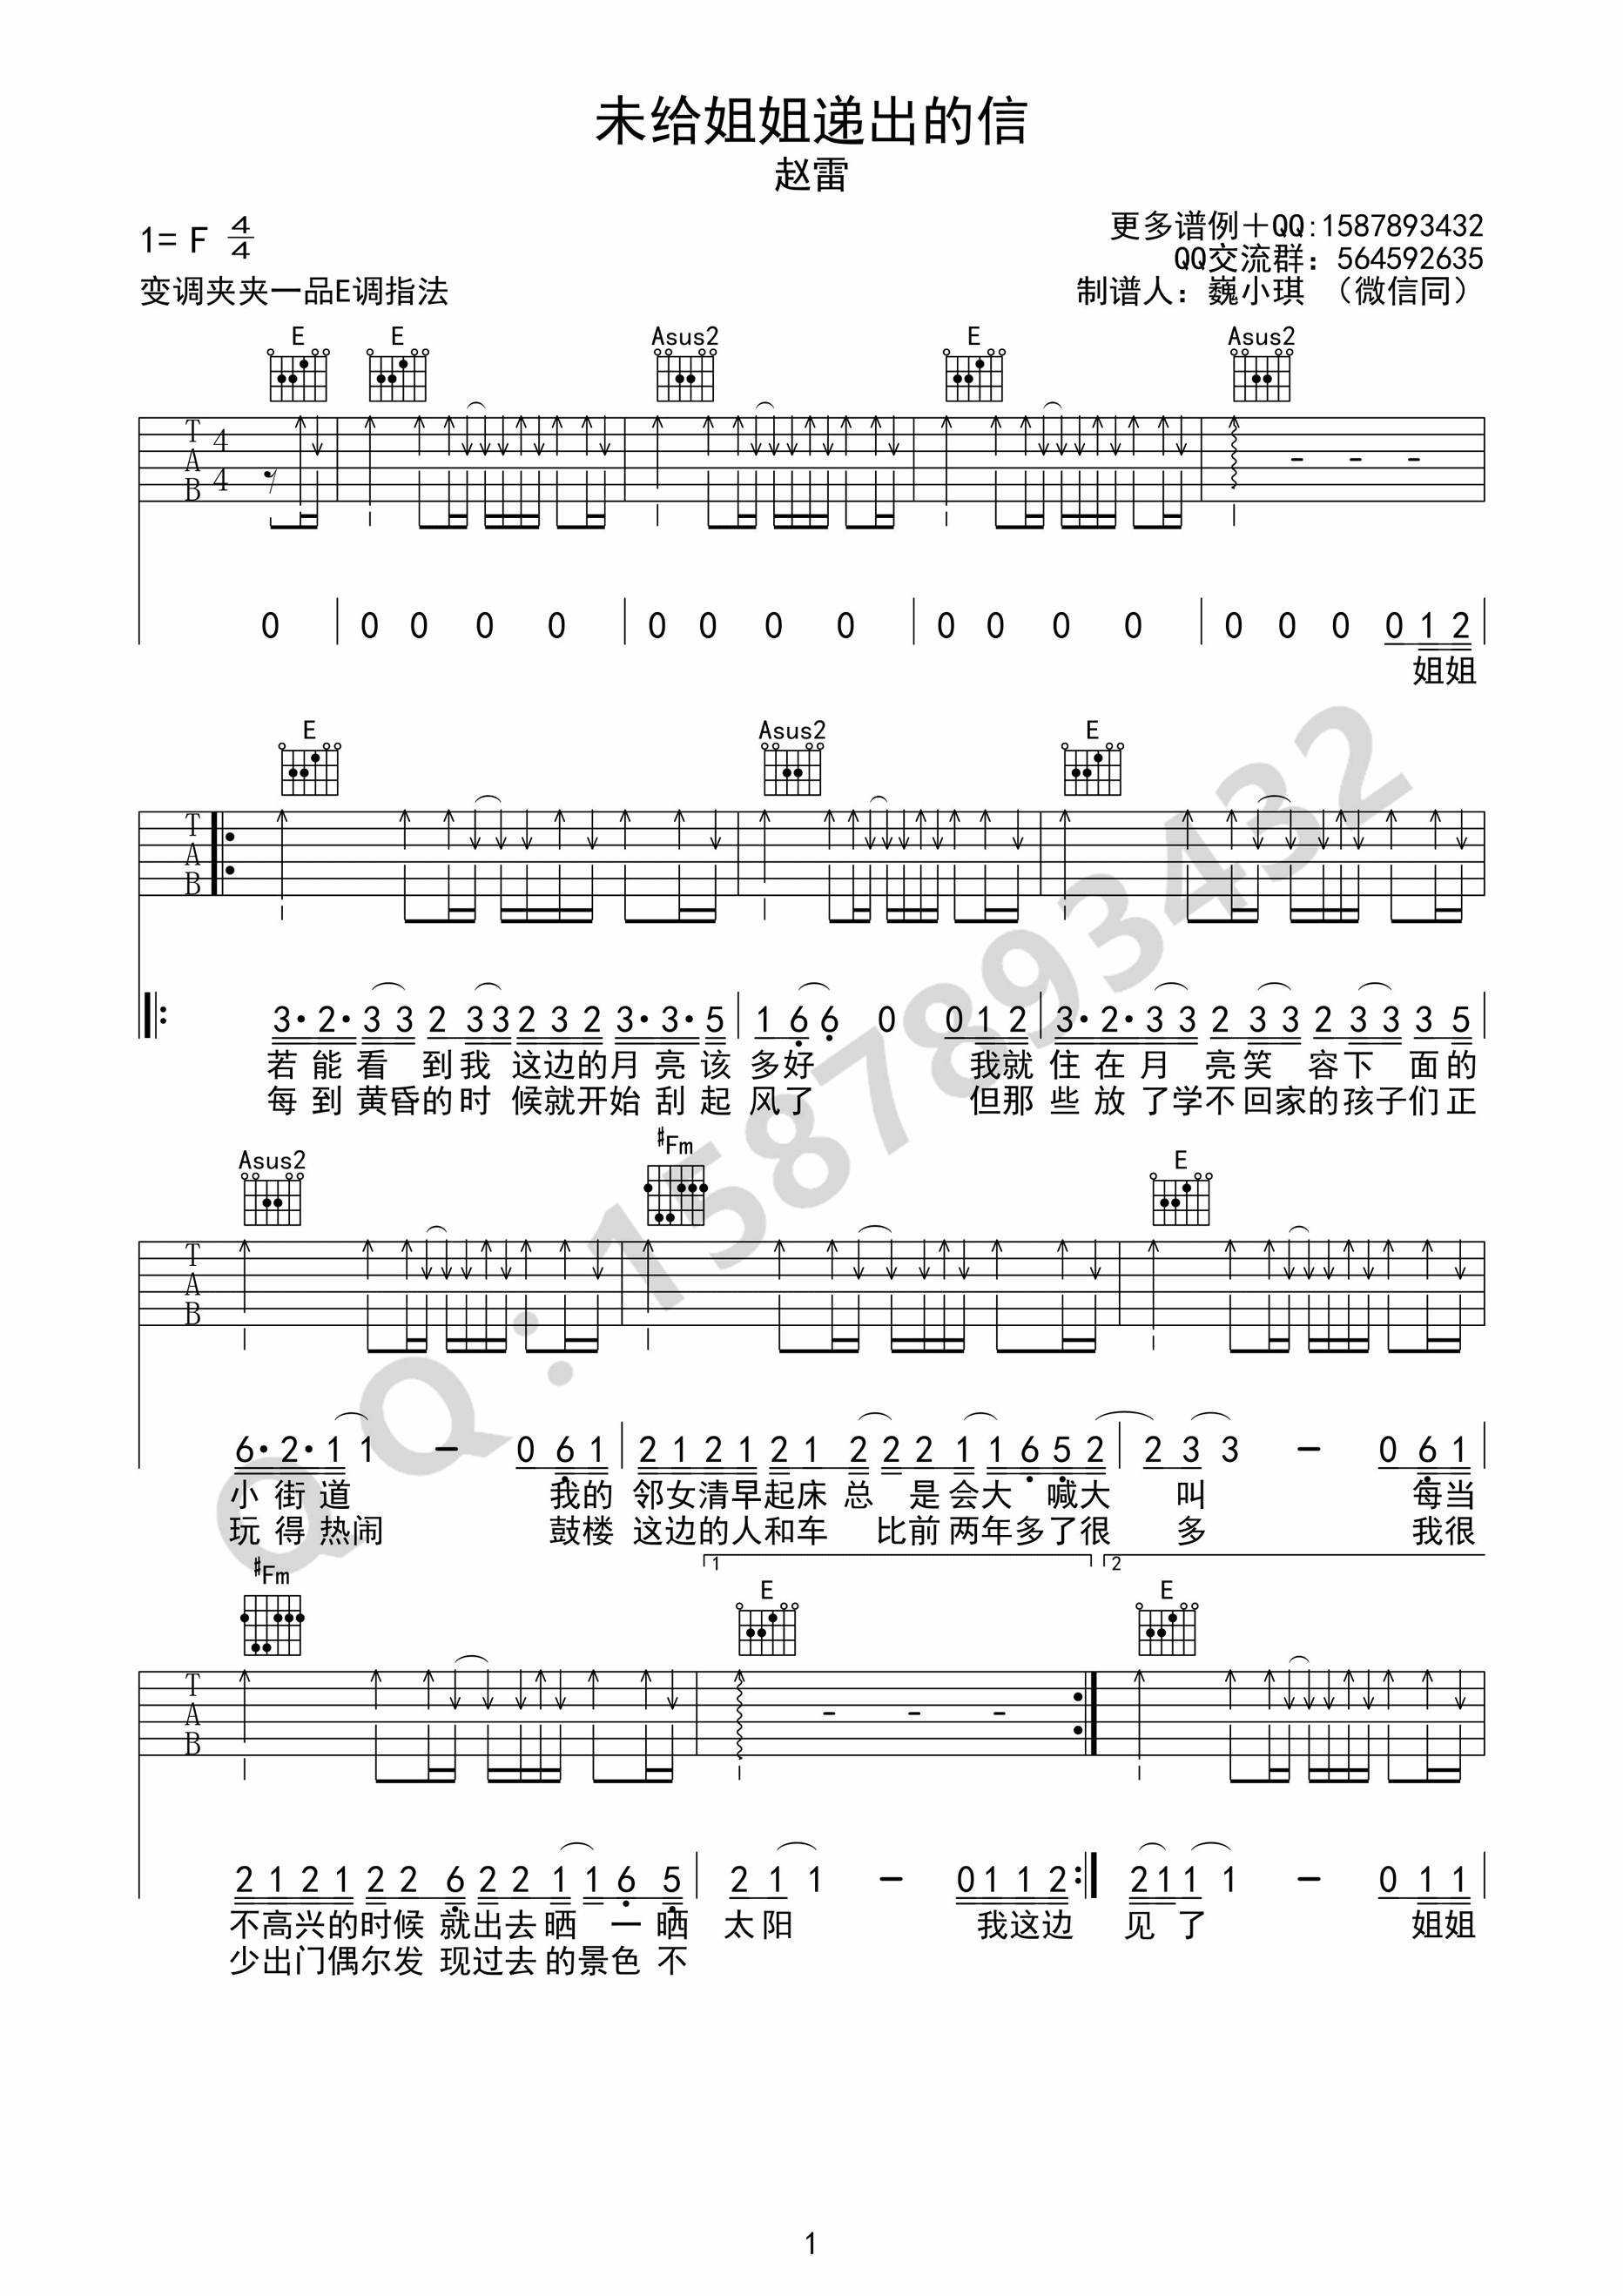 未给姐姐递出的信
赵雷
1= F 4/4
更多谱例+QQ:1587893432
QQ交流群：564592635
变调夹夹一品E调指法
制谱人：巍小琪 （微信同）
E E Asus2 E Asus2
T A B 4 4
0 0 0 0 0 0 0 0 0 0 0 0 0 0 0 0 0 1 2
姐姐
E Asus2 E
T A B
3· 2· 3 3 2 3 3 2 3 2 3· 3· 5 1 6 6 0 0 1 2 3· 2· 3 3 2 3 3 2 3 3 3 5
若 能 看 到 我 这边的月 亮 该 多好 我就 住 在 月 亮 笑 容 下 面 的
每 到 黄昏的时 候就开始 刮 起 风了 但那 些 放 了学不 回家的孩子们 正
Asus2 #Fm E
T A B
6· 2· 1 1 - 0 6 1 2 1 2 1 2 1 2 2 2 1 1 6 5 2 2 3 3 - 0 6 1
小 街 道 我的 邻女清早起床 总 是 会大 喊大 叫 每当
玩 得 热闹 鼓楼 这边的人和车 比前 两年多了很 多 我很
#Fm 1 E 2 E
T A B
2 1 2 1 2 2 6 2 2 1 1 6 5 2 1 1 - 0 1 1 2 2 1 1 1 - 0 1 1
不高兴的时候 就出去晒 一 晒 太 阳 我这边 见 了 姐姐
少出门偶尔发 现过去的景色 不
1
QQ:1587893432